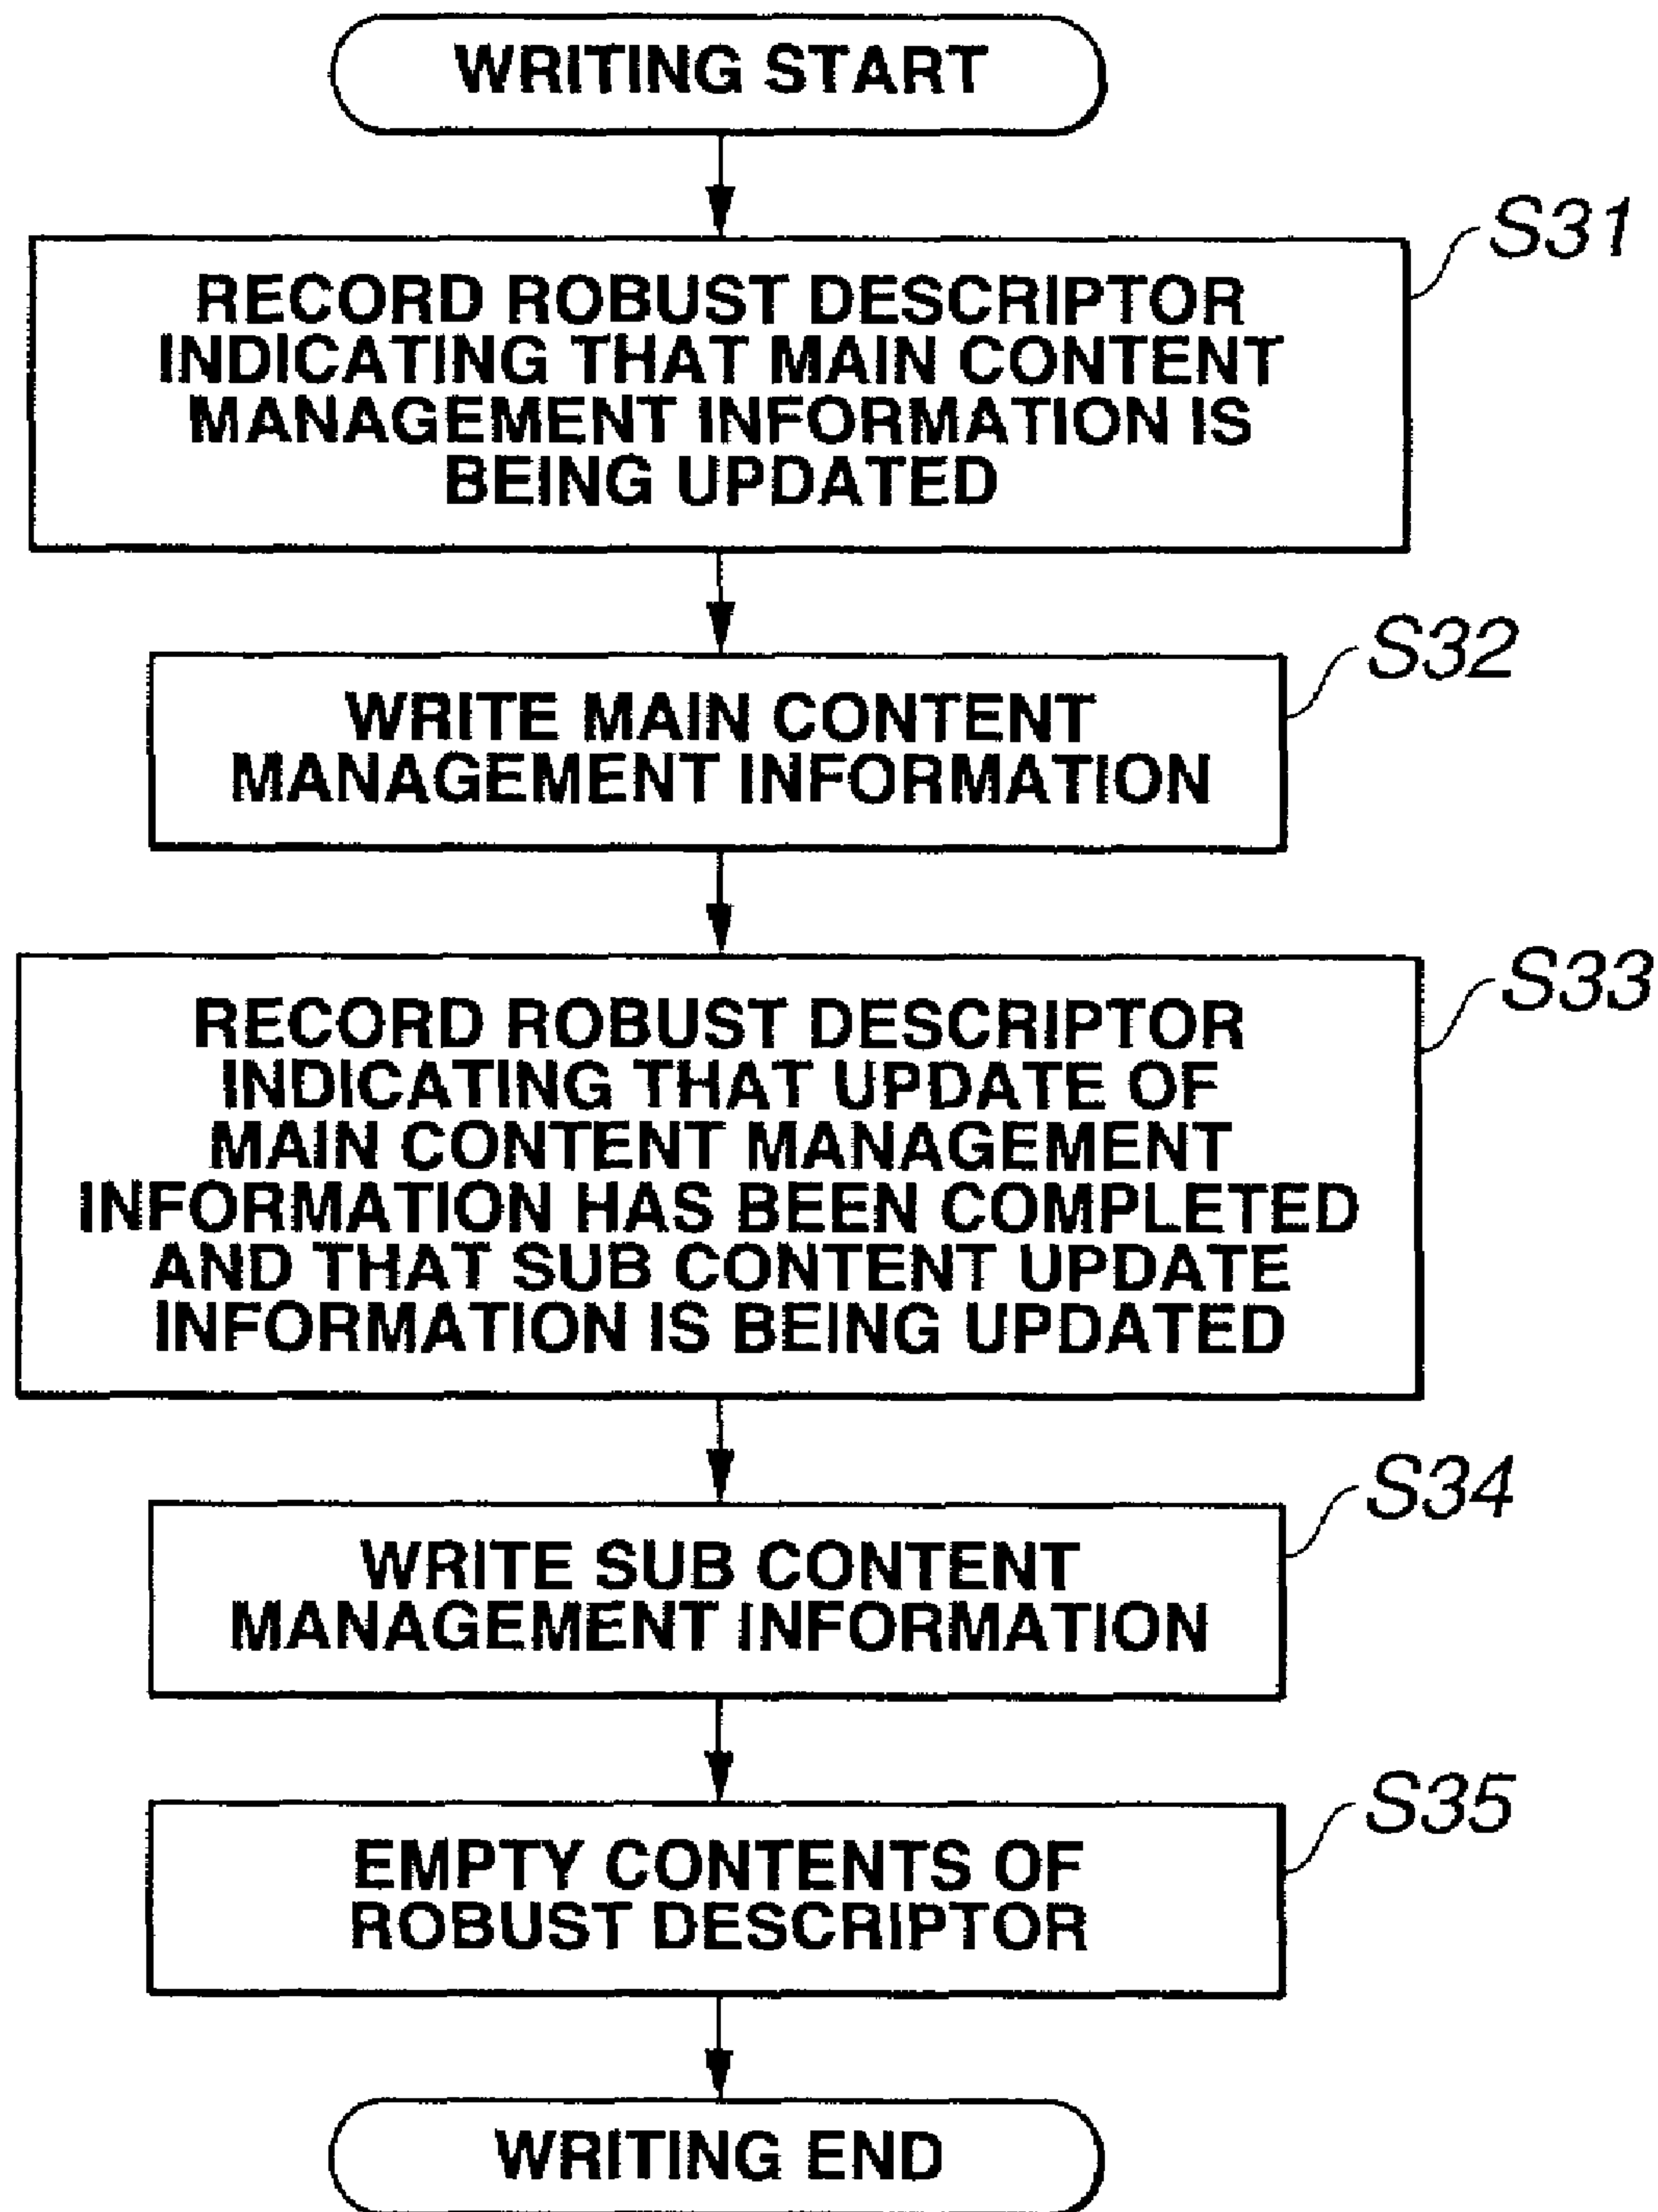 WRITING START
S31
RECORD ROBUST DESCRIPTOR
INDICATING THAT MAIN CONTENT
MANAGEMENT INFORMATION IS
BEING UPDATED
S32
WRITE MAIN CONTENT
MANAGEMENT INFORMATION
S33
RECORD ROBUST DESCRIPTOR
INDICATING THAT UPDATE OF
MAIN CONTENT MANAGEMENT
INFORMATION HAS BEEN COMPLETED
AND THAT SUB CONTENT UPDATE
INFORMATION IS BEING UPDATED
S34
WRITE SUB CONTENT
MANAGEMENT INFORMATION
S35
EMPTY CONTENTS OF
ROBUST DESCRIPTOR
WRITING END